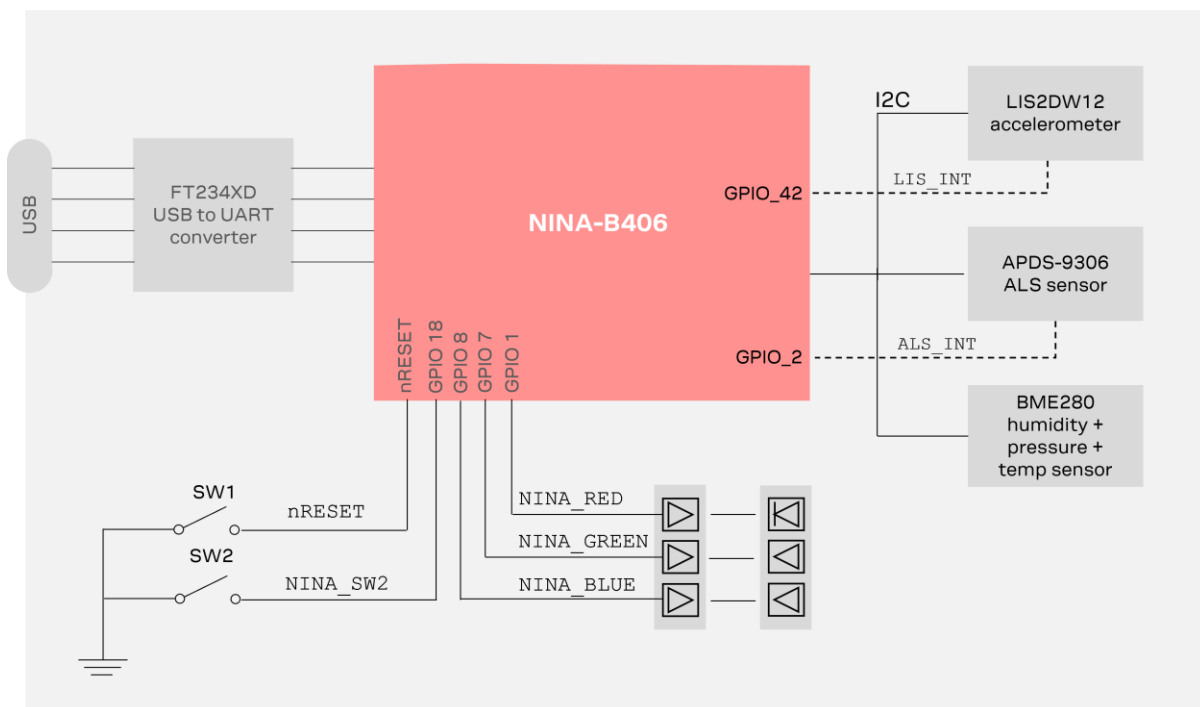 USB
FT234XD
USB to UART
converter
NINA-B406
GPIO_42
GPIO_2
nRESET
GPIO 18
GPIO 8
GPIO 7
GPIO 1
I2C
LIS2DW12
accelerometer
LIS_INT
APDS-9306
ALS sensor
ALS_INT
BME280
humidity +
pressure +
temp sensor
SW1
nRESET
SW2
NINA_SW2
NINA_RED
NINA_GREEN
NINA_BLUE